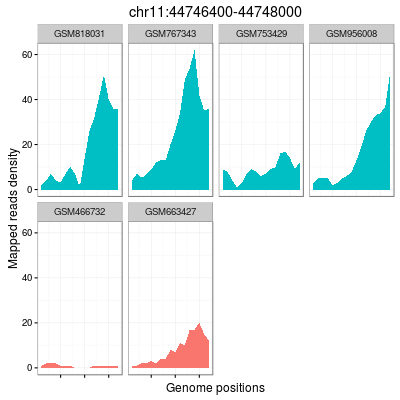 chr11:44746400-44748000
GSM818031 GSM767343 GSM753429 GSM956008
60
40
20
0
GSM466732 GSM663427
60
40
20
0
Mapped reads density
Genome positions